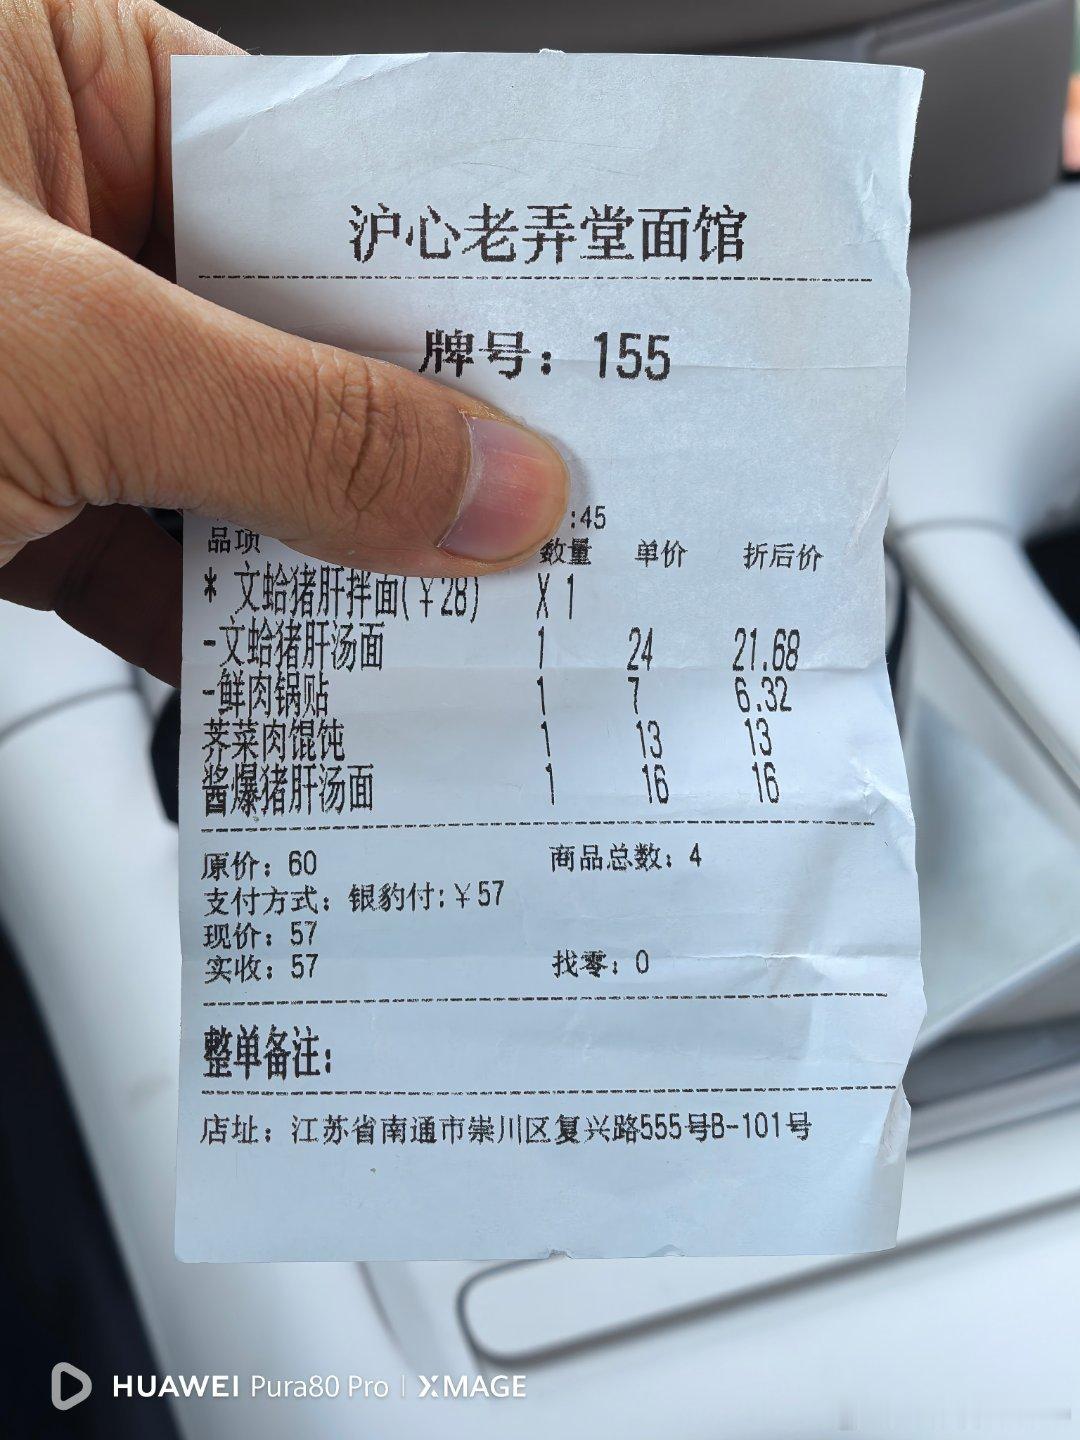 沪心老弄堂面馆
牌号：155
:45
品项 数量 单价 折后价
* 文蛤猪肝拌面(￥28) X 1
-文蛤猪肝汤面 1 24 21.68
-鲜肉锅贴 1 7 6.32
荠菜肉馄饨 1 13 13
酱爆猪肝汤面 1 16 16
原价：60 商品总数：4
支付方式：银豹付:￥57
现价：57
实收：57 找零：0
整单备注：
店址：江苏省南通市崇川区复兴路555号B-101号
HUAWEI Pura80 Pro | XMAGE